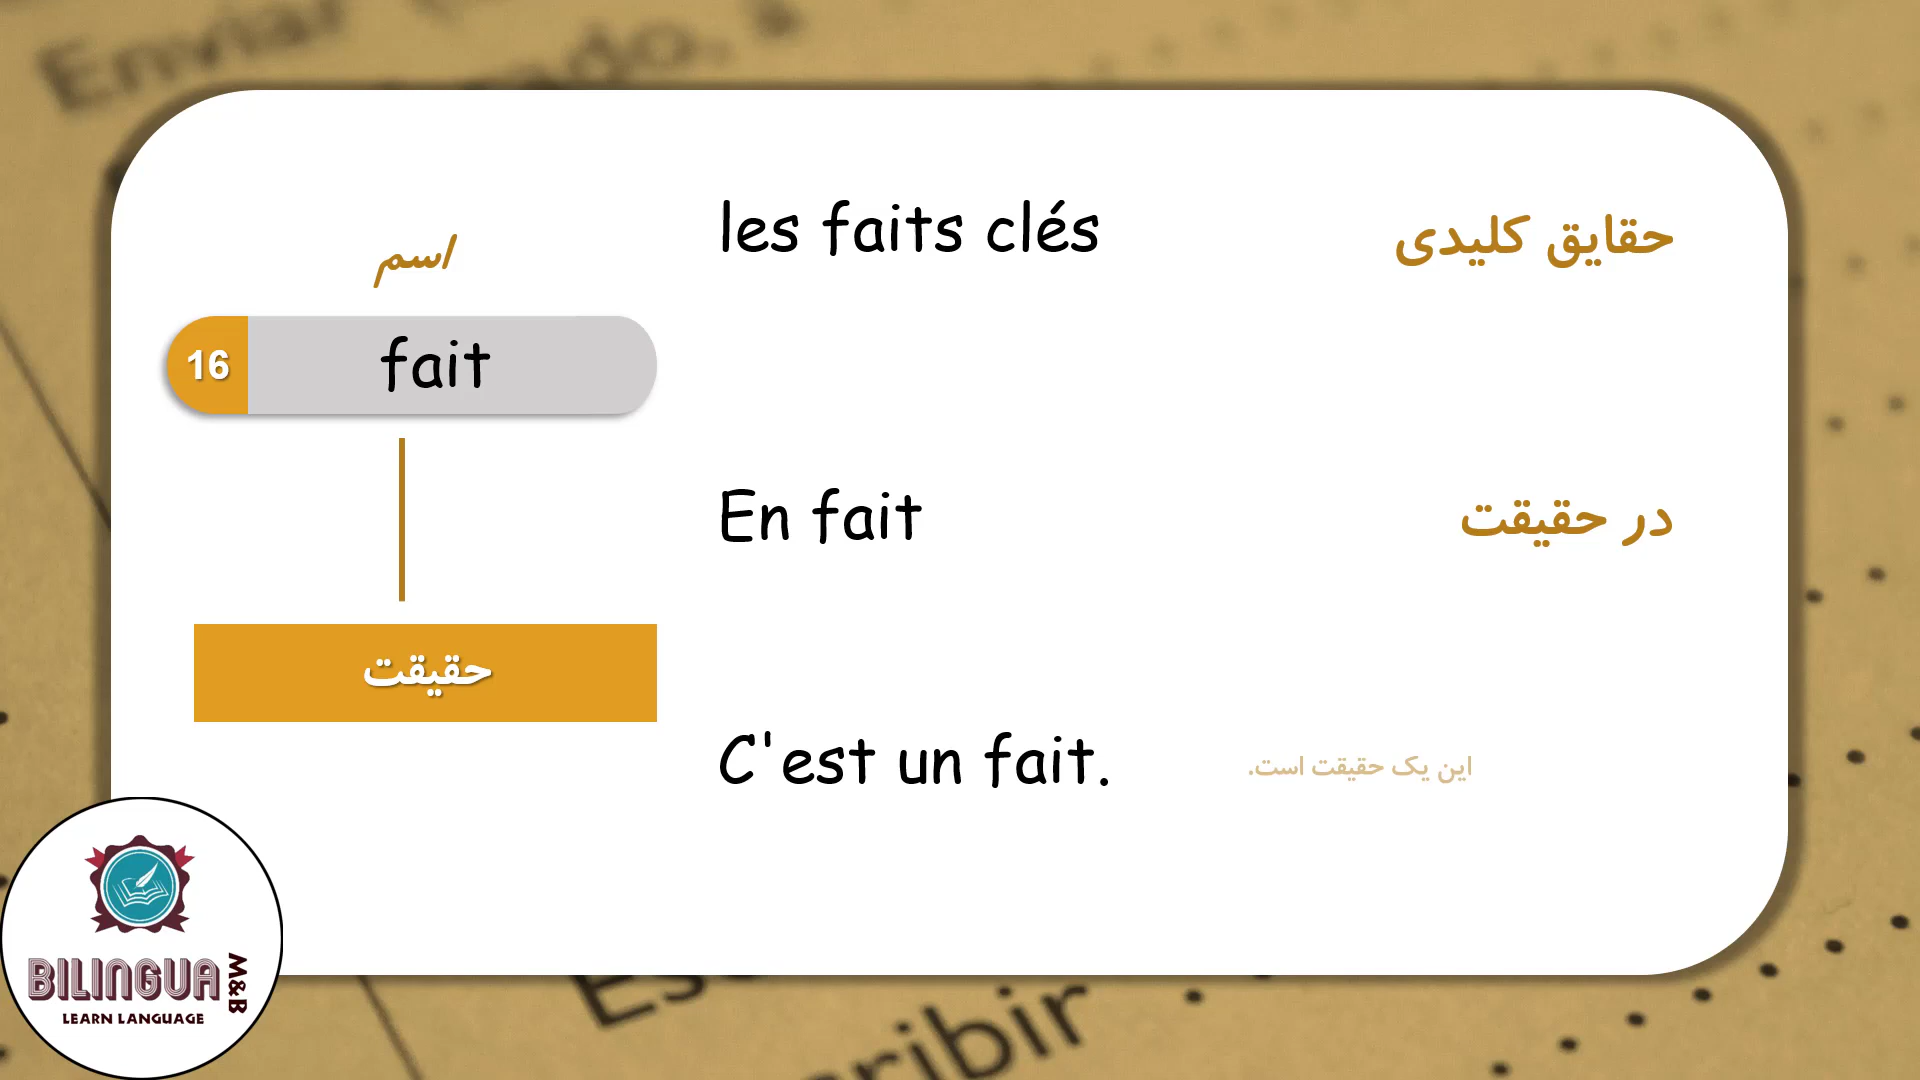 Enviar
les faits clés
حقایق کلیدی
اسم
16
fait
En fait
در حقیقت
حقیقت
C'est un fait.
این یک حقیقت است.
BILINGUA
M&B
LEARN LANGUAGE